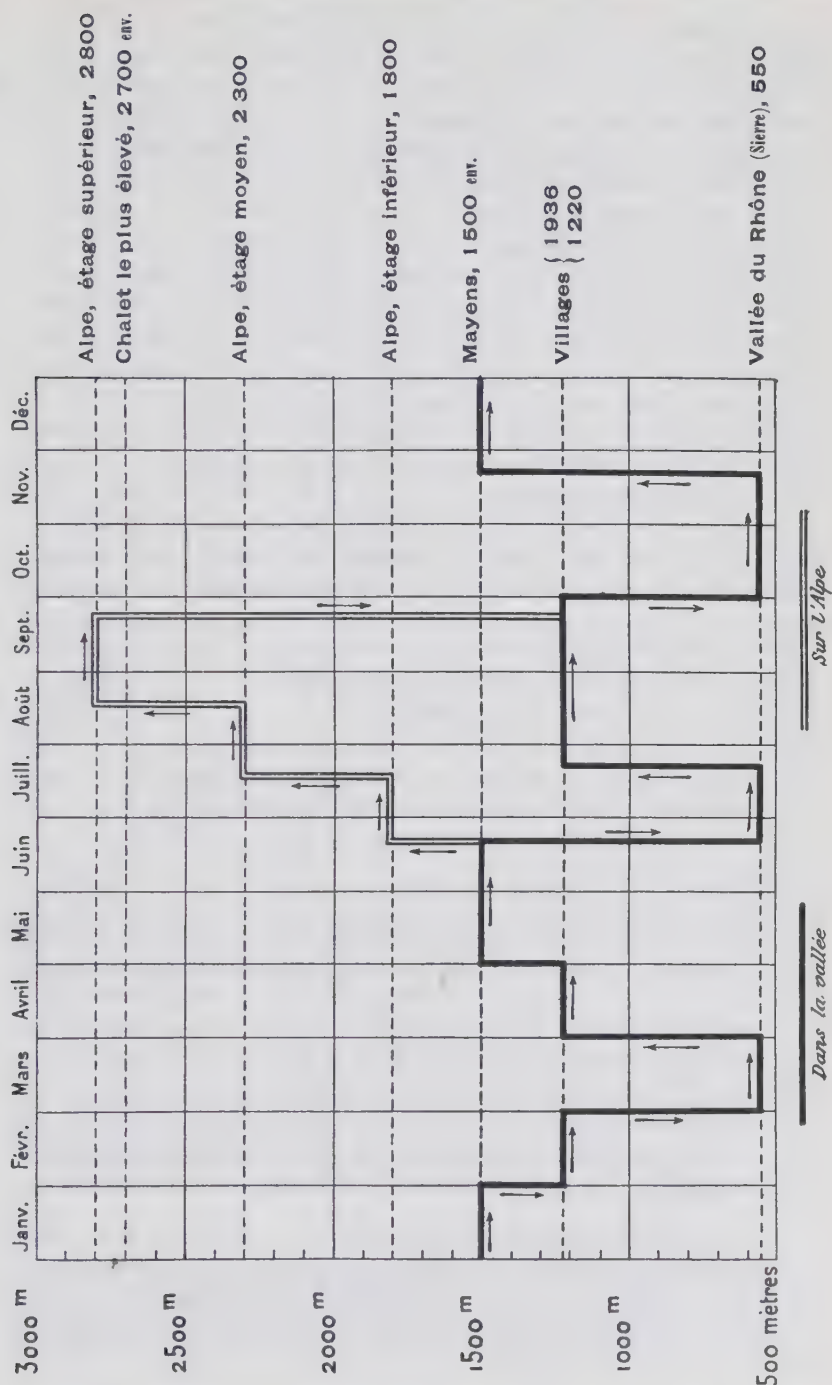 Janv.
Févr.
Mars
Avril
Mai
Juin
Juill.
Août
Sept.
Oct.
Nov.
Déc.
3000 m
2500 m
2000 m
1500 m
1000 m
500 mètres
Alpe, étage supérieur, 2800
Chalet le plus élevé, 2700 env.
Alpe, étage moyen, 2300
Alpe, étage inférieur, 1800
Mayens, 1500 env.
Villages { 1936
{ 1220
Vallée du Rhône (Sierre), 550
Dans la vallée
Sur l'Alpe